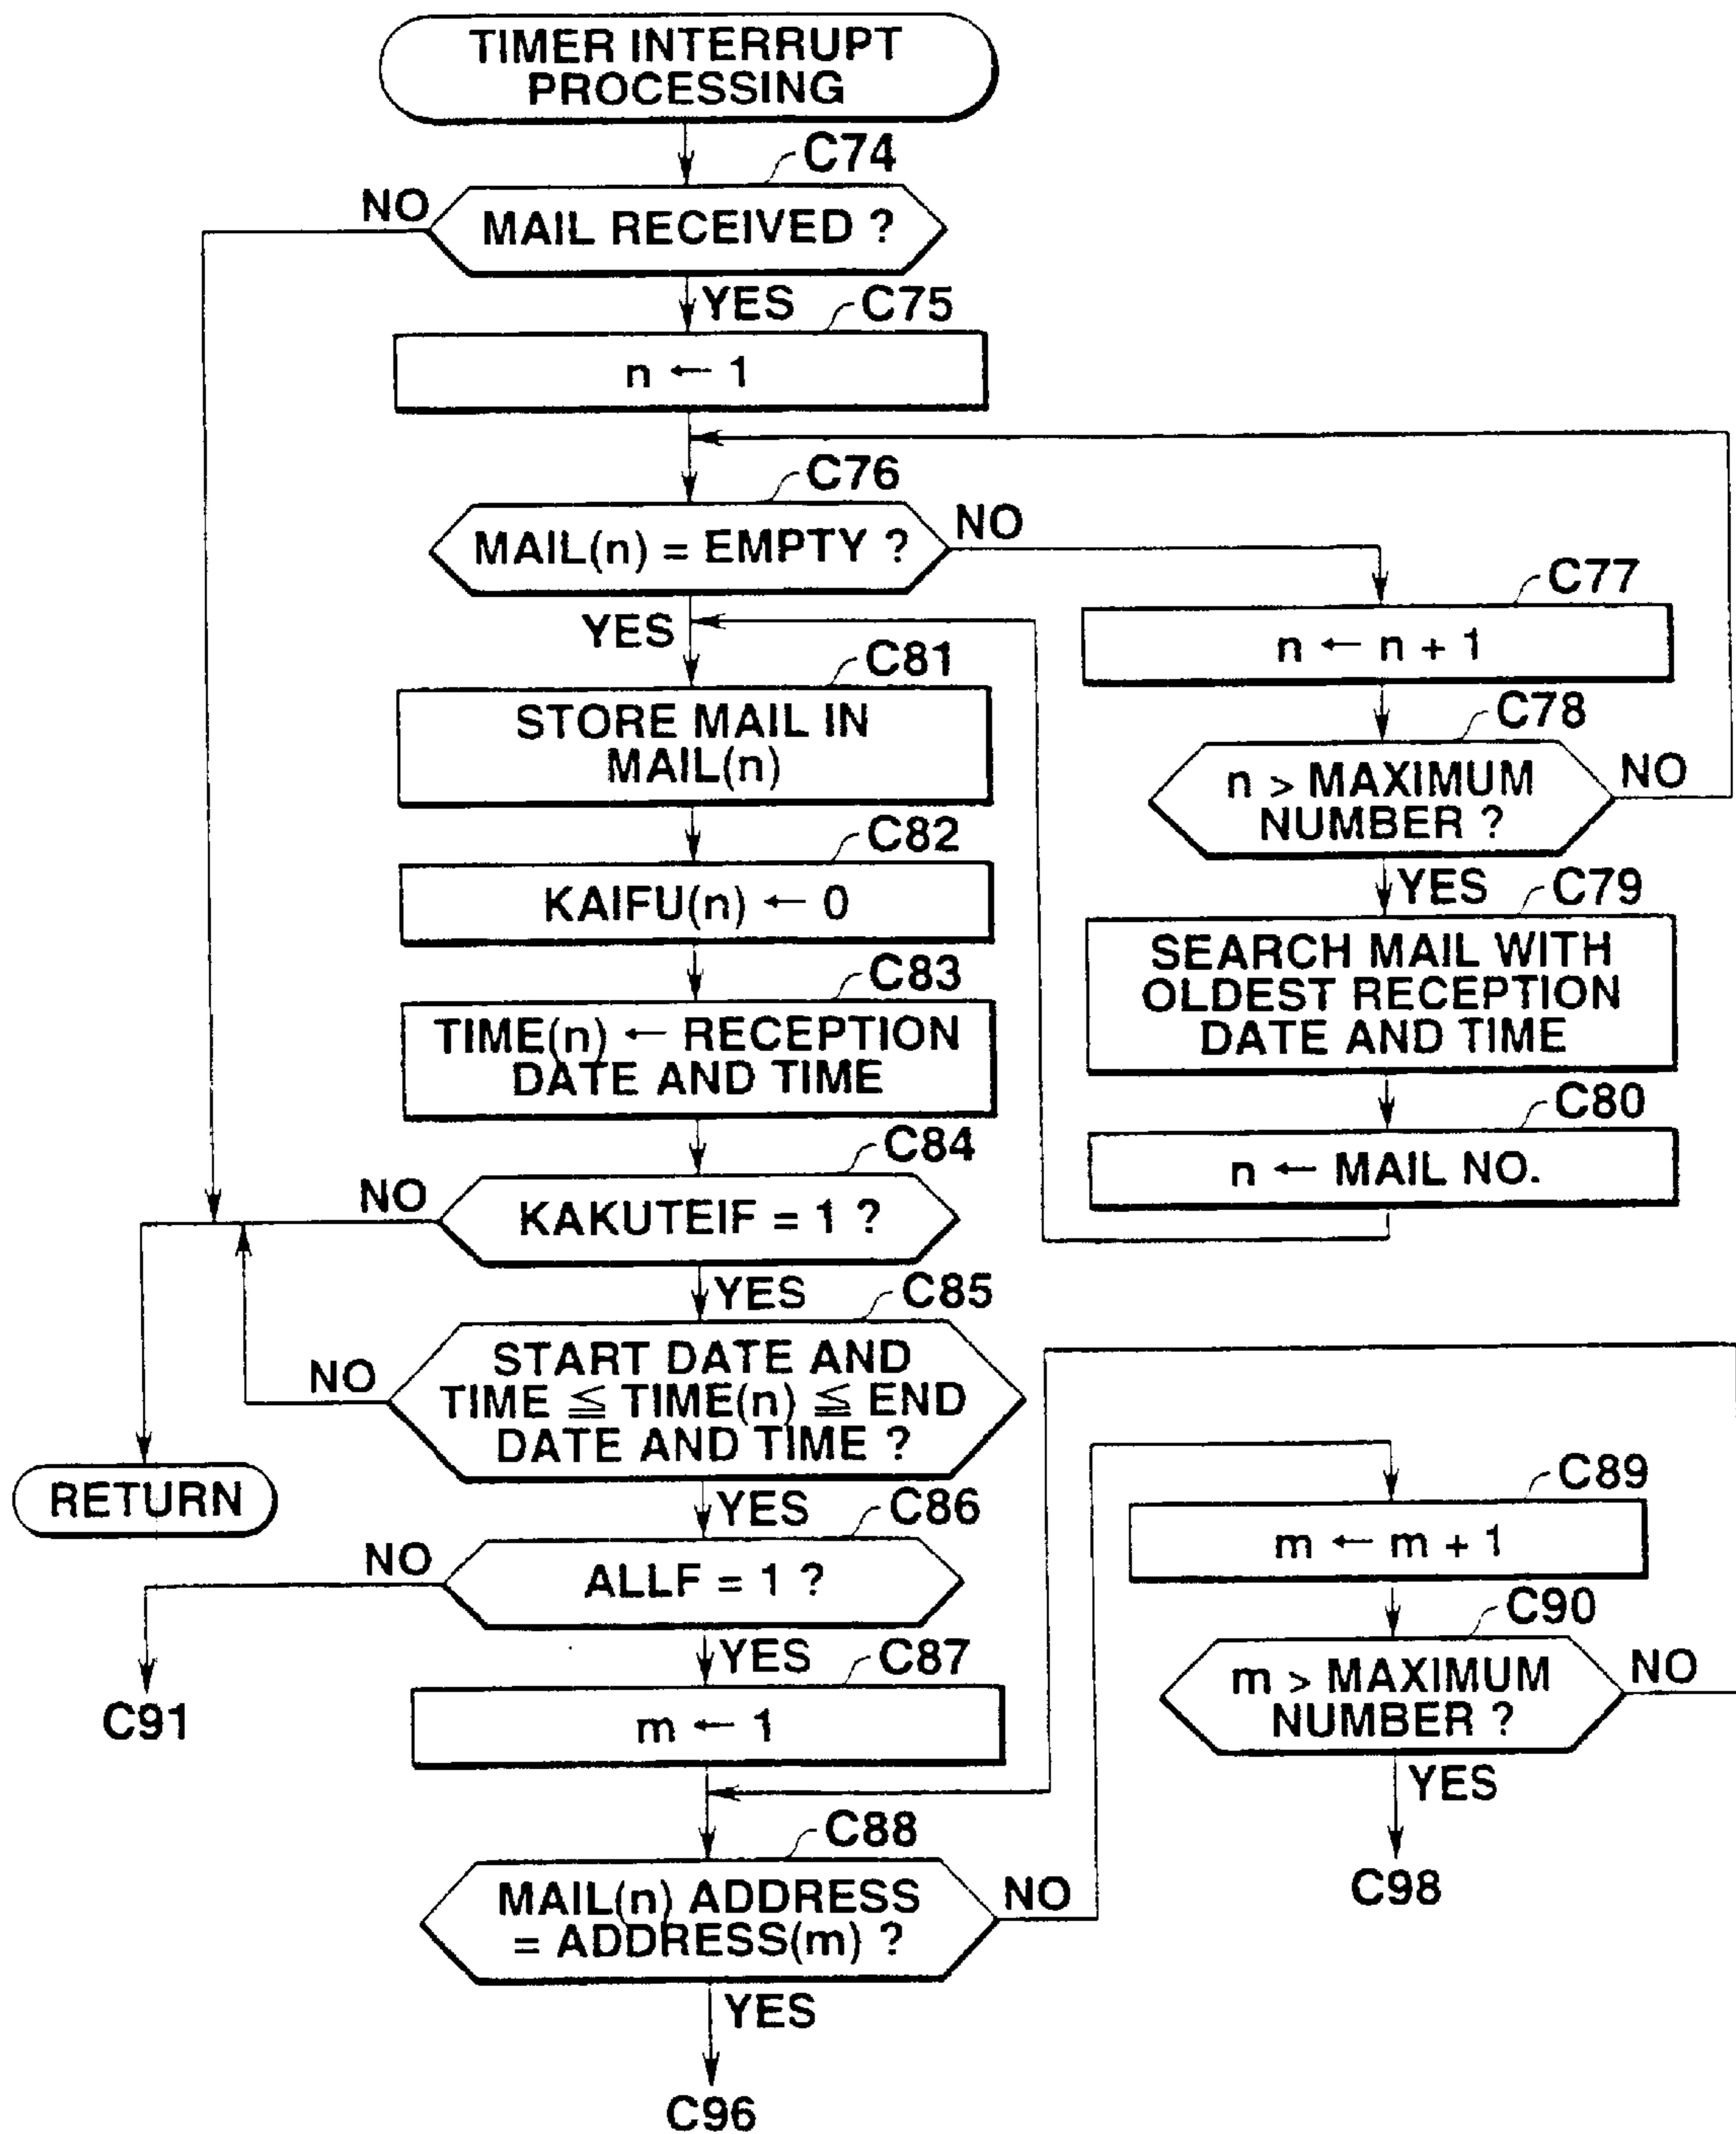 TIMER INTERRUPT
PROCESSING
C74
NO
MAIL RECEIVED ?
YES
C75
n ← 1
C76
MAIL(n) = EMPTY ?
NO
C77
n ← n + 1
YES
C78
n > MAXIMUM
NUMBER ?
NO
YES
C79
SEARCH MAIL WITH
OLDEST RECEPTION
DATE AND TIME
C80
n ← MAIL NO.
C81
STORE MAIL IN
MAIL(n)
C82
KAIFU(n) ← 0
C83
TIME(n) ← RECEPTION
DATE AND TIME
C84
NO
KAKUTEIF = 1 ?
YES
C85
NO
START DATE AND
TIME ≦ TIME(n) ≦ END
DATE AND TIME ?
RETURN
YES
C86
NO
ALLF = 1 ?
C91
YES
C87
m ← 1
C88
MAIL(n) ADDRESS
= ADDRESS(m) ?
NO
C89
m ← m + 1
C90
m > MAXIMUM
NUMBER ?
NO
YES
C98
YES
C96